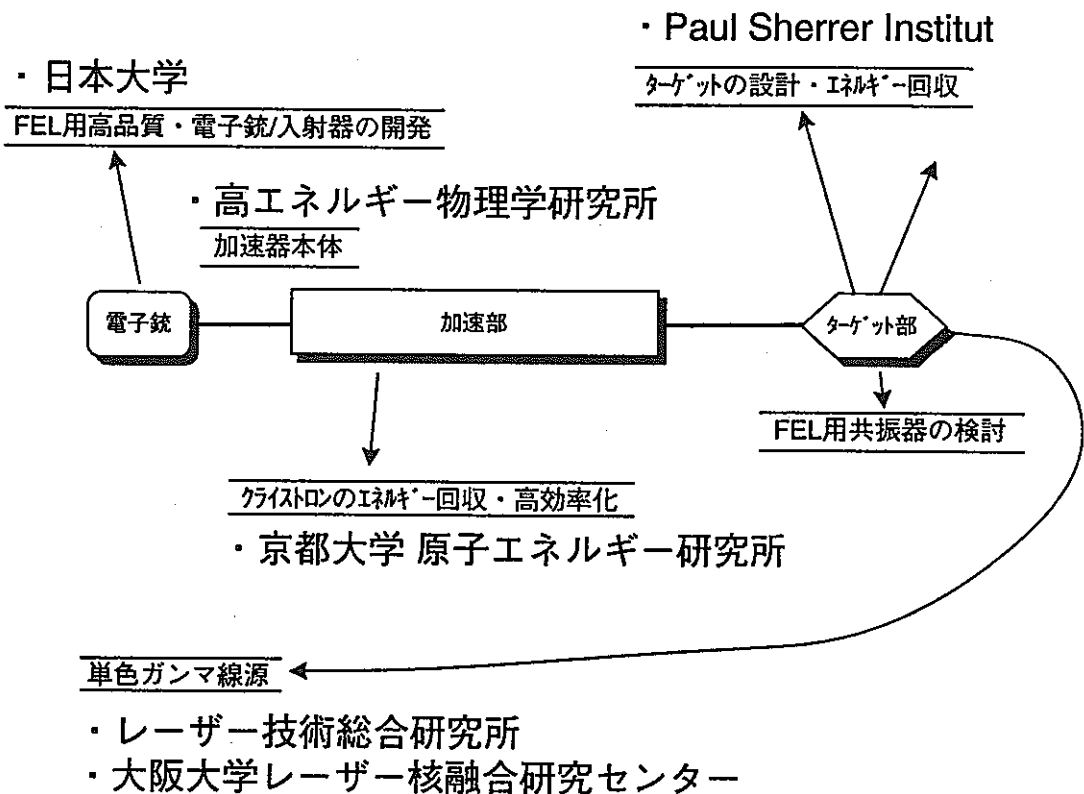 ・Paul Sherrer Institut
ﾀｰｹﾞｯﾄの設計・ｴﾈﾙｷﾞｰ回収
・日本大学
FEL用高品質・電子銃/入射器の開発
・高エネルギー物理学研究所
加速器本体
電子銃
加速部
ﾀｰｹﾞｯﾄ部
FEL用共振器の検討
ｸﾗｲｽﾄﾛﾝのｴﾈﾙｷﾞｰ回収・高効率化
・京都大学 原子エネルギー研究所
単色ガンマ線源
・レーザー技術総合研究所
・大阪大学レーザー核融合研究センター